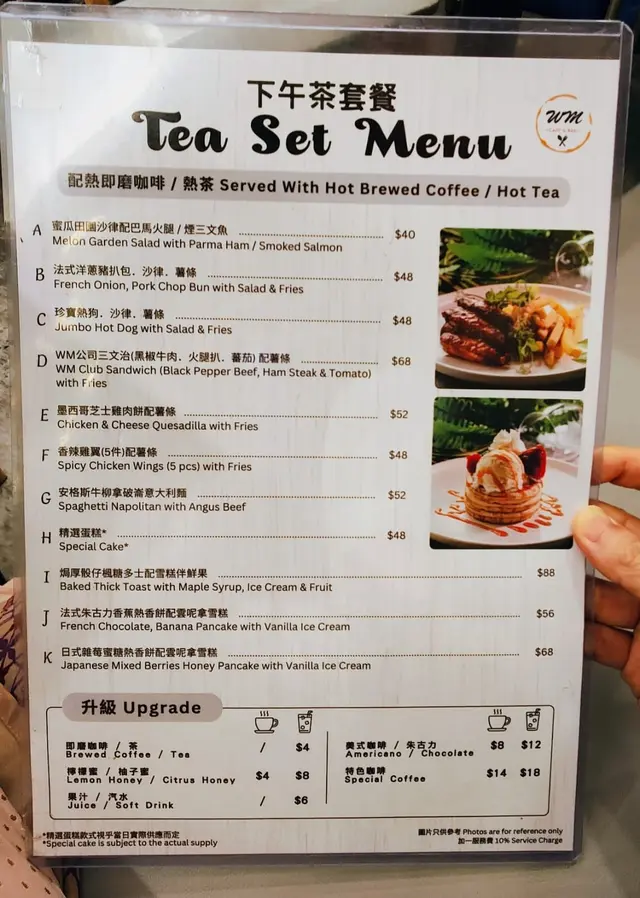 下午茶套餐
Tea Set Menu
WM
配熱即磨咖啡 / 熱茶 Served With Hot Brewed Coffee / Hot Tea
A 蜜瓜田園沙律配巴馬火腿 / 煙三文魚 $40
Melon Garden Salad with Parma Ham / Smoked Salmon
B 法式洋蔥豬扒包﹒沙律﹒薯條 $48
French Onion, Pork Chop Bun with Salad & Fries
C 珍寶熱狗﹒沙律﹒薯條 $48
Jumbo Hot Dog with Salad & Fries
D WM公司三文治(黑椒牛肉﹒火腿扒﹒蕃茄) 配薯條 $68
WM Club Sandwich (Black Pepper Beef, Ham Steak & Tomato)
with Fries
E 墨西哥芝士雞肉餅配薯條 $52
Chicken & Cheese Quesadilla with Fries
F 香辣雞翼(5件)配薯條 $48
Spicy Chicken Wings (5 pcs) with Fries
G 安格斯牛柳拿破崙意大利麵 $52
Spaghetti Napolitan with Angus Beef
H 精選蛋糕* $48
Special Cake*
I 焗厚骰仔楓糖多士配雪糕伴鮮果 $88
Baked Thick Toast with Maple Syrup, Ice Cream & Fruit
J 法式朱古力香蕉熱香餅配雲呢拿雪糕 $56
French Chocolate, Banana Pancake with Vanilla Ice Cream
K 日式雜莓蜜糖熱香餅配雲呢拿雪糕 $68
Japanese Mixed Berries Honey Pancake with Vanilla Ice Cream
升級 Upgrade
即磨咖啡 / 茶 / $4
Brewed Coffee / Tea
檸檬蜜 / 柚子蜜 $4 $8
Lemon Honey / Citrus Honey
果汁 / 汽水 / $6
Juice / Soft Drink
美式咖啡 / 朱古力 $8 $12
Americano / Chocolate
特色咖啡 $14 $18
Special Coffee
*精選蛋糕款式視乎當日實際供應而定
*Special cake is subject to the actual supply
圖片只供參考 Photos are for reference only
加一服務費 10% Service Charge